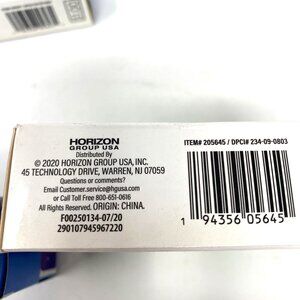 HORIZON
GROUP USA
Distributed By
© 2020 HORIZON GROUP USA, INC.
45 TECHNOLOGY DRIVE, WARREN, NJ 07059
Questions or comments?
Email Customer.service@hgusa.com
or Call Toll Free 800-651-0616
All Rights Reserved. ORIGIN: CHINA.
F00250134-07/20
290107945967220
ITEM# 205645 / DPCI# 234-09-0803
1 94356 05645